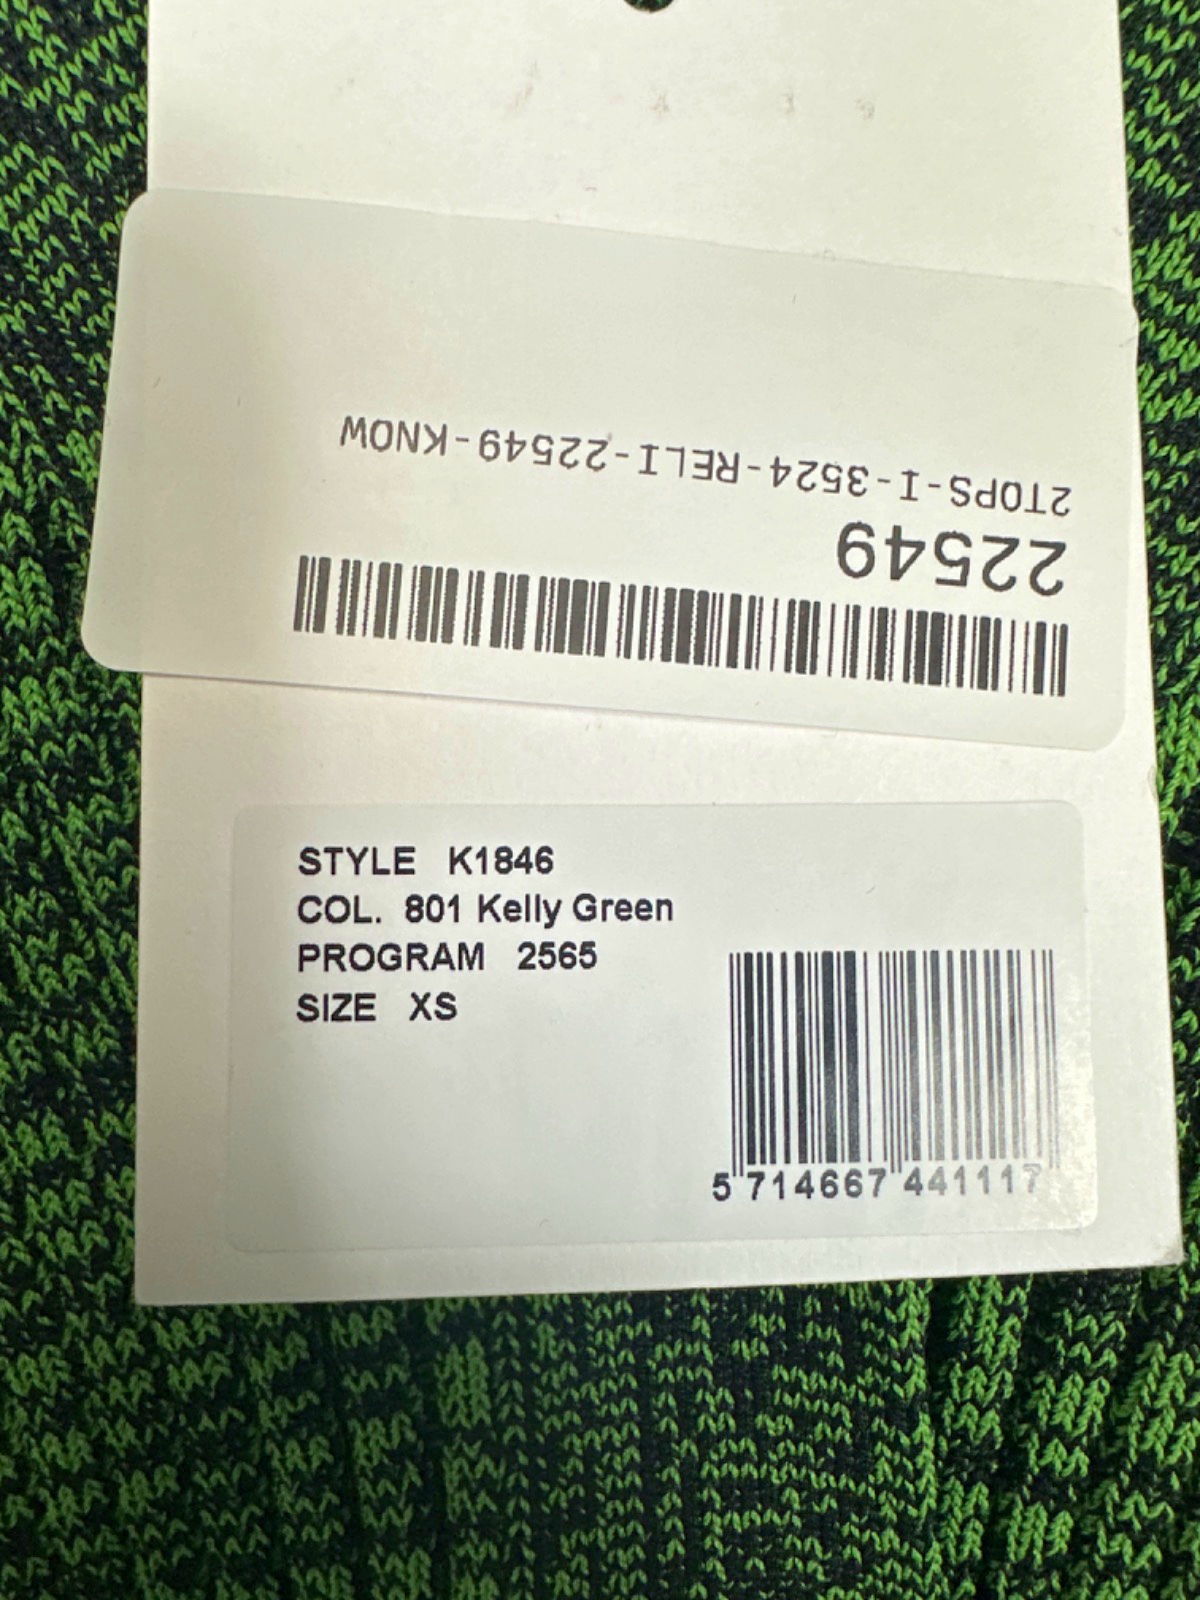 2TOPS-I-3524-RELI-22549-KNOW
22549
STYLE K1846
COL. 801 Kelly Green
PROGRAM 2565
SIZE XS
5 714667 441117